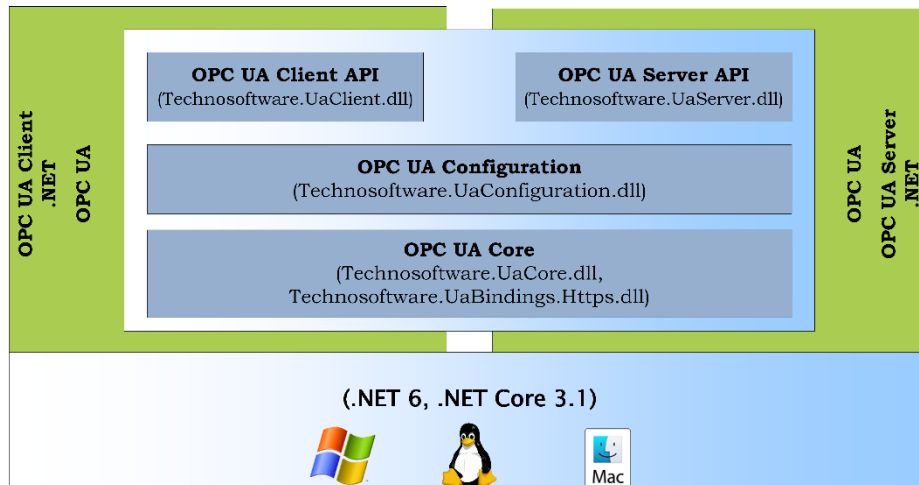 OPC UA Client
.NET
OPC UA
OPC UA Client API
(Technosoftware.UaClient.dll)
OPC UA Server API
(Technosoftware.UaServer.dll)
OPC UA Configuration
(Technosoftware.UaConfiguration.dll)
OPC UA Core
(Technosoftware.UaCore.dll,
Technosoftware.UaBindings.Https.dll)
OPC UA
OPC UA Server
.NET
(.NET 6, .NET Core 3.1)
Mac